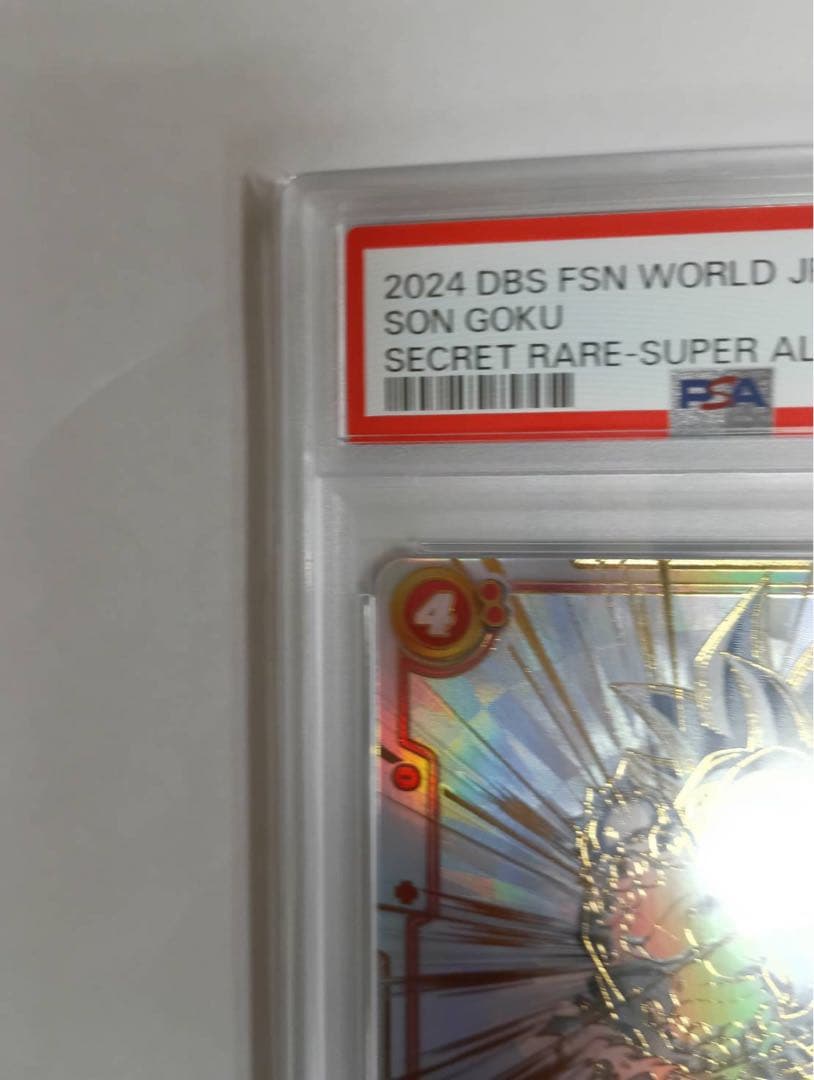 2024 DBS FSN WORLD
SON GOKU
SECRET RARE-SUPER
PSA
4